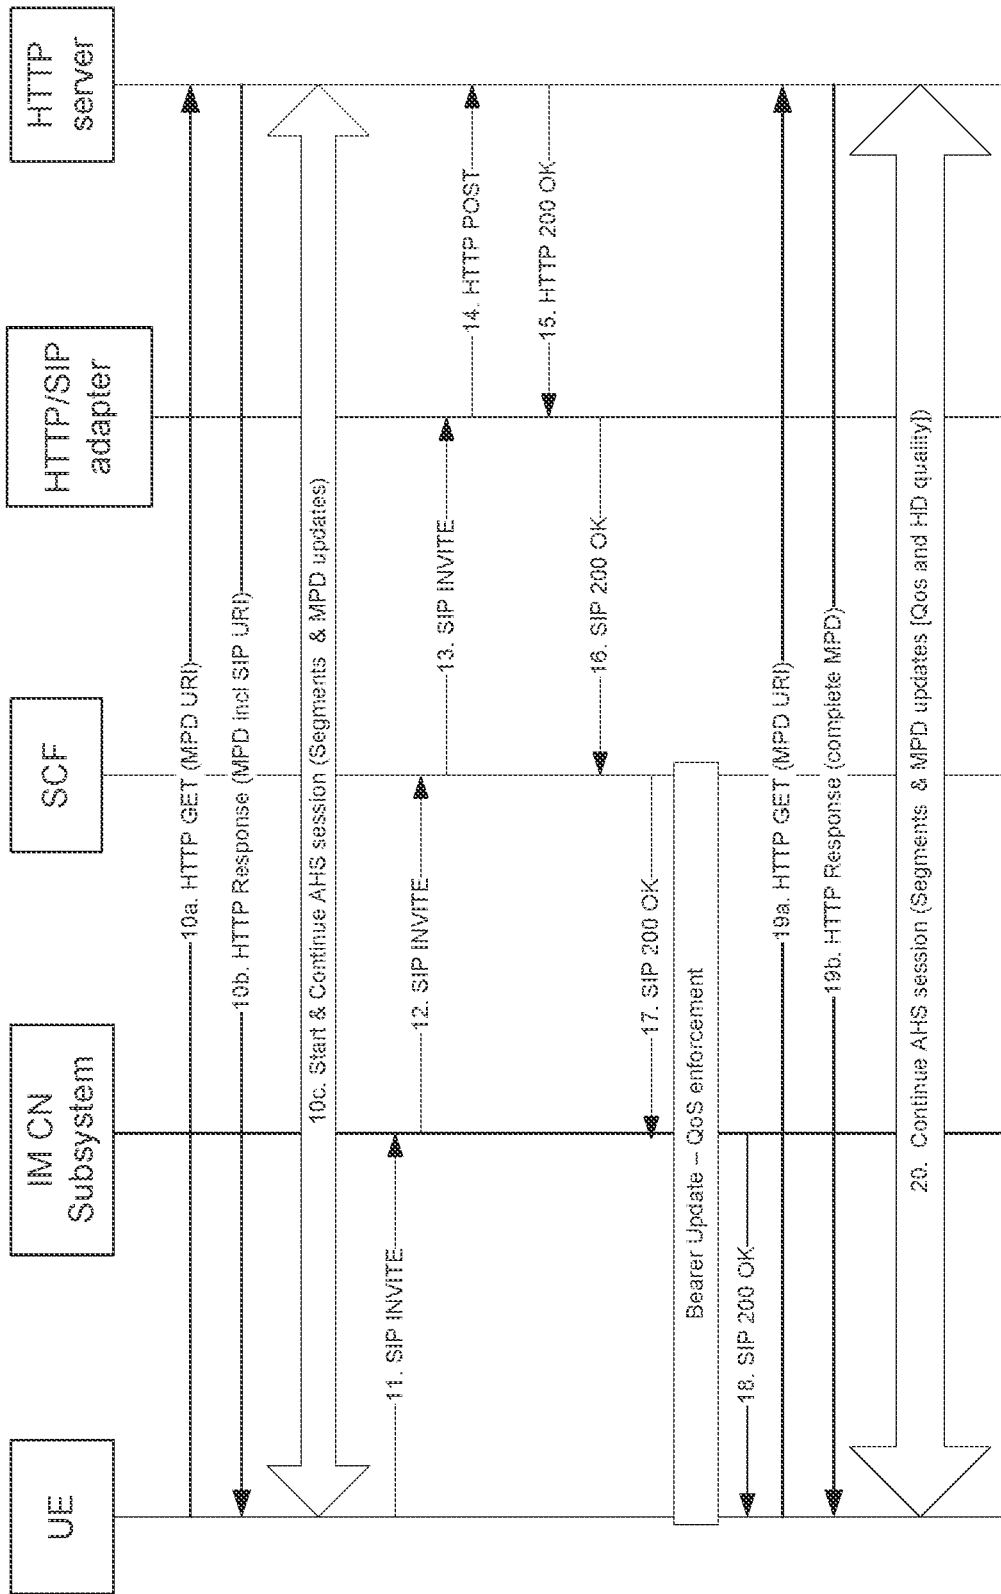 UE
IM CN
Subsystem
SCF
HTTP/SIP
adapter
HTTP
server
10a. HTTP GET (MPD URI)
10b. HTTP Response (MPD incl SIP URI)
10c. Start & Continue AHS session (Segments & MPD updates)
11. SIP INVITE
12. SIP INVITE
13. SIP INVITE
14. HTTP POST
15. HTTP 200 OK
16. SIP 200 OK
17. SIP 200 OK
Bearer Update – QoS enforcement
18. SIP 200 OK
19a. HTTP GET (MPD URI)
19b. HTTP Response (complete MPD)
20. Continue AHS session (Segments & MPD updates [Qos and HD quality])